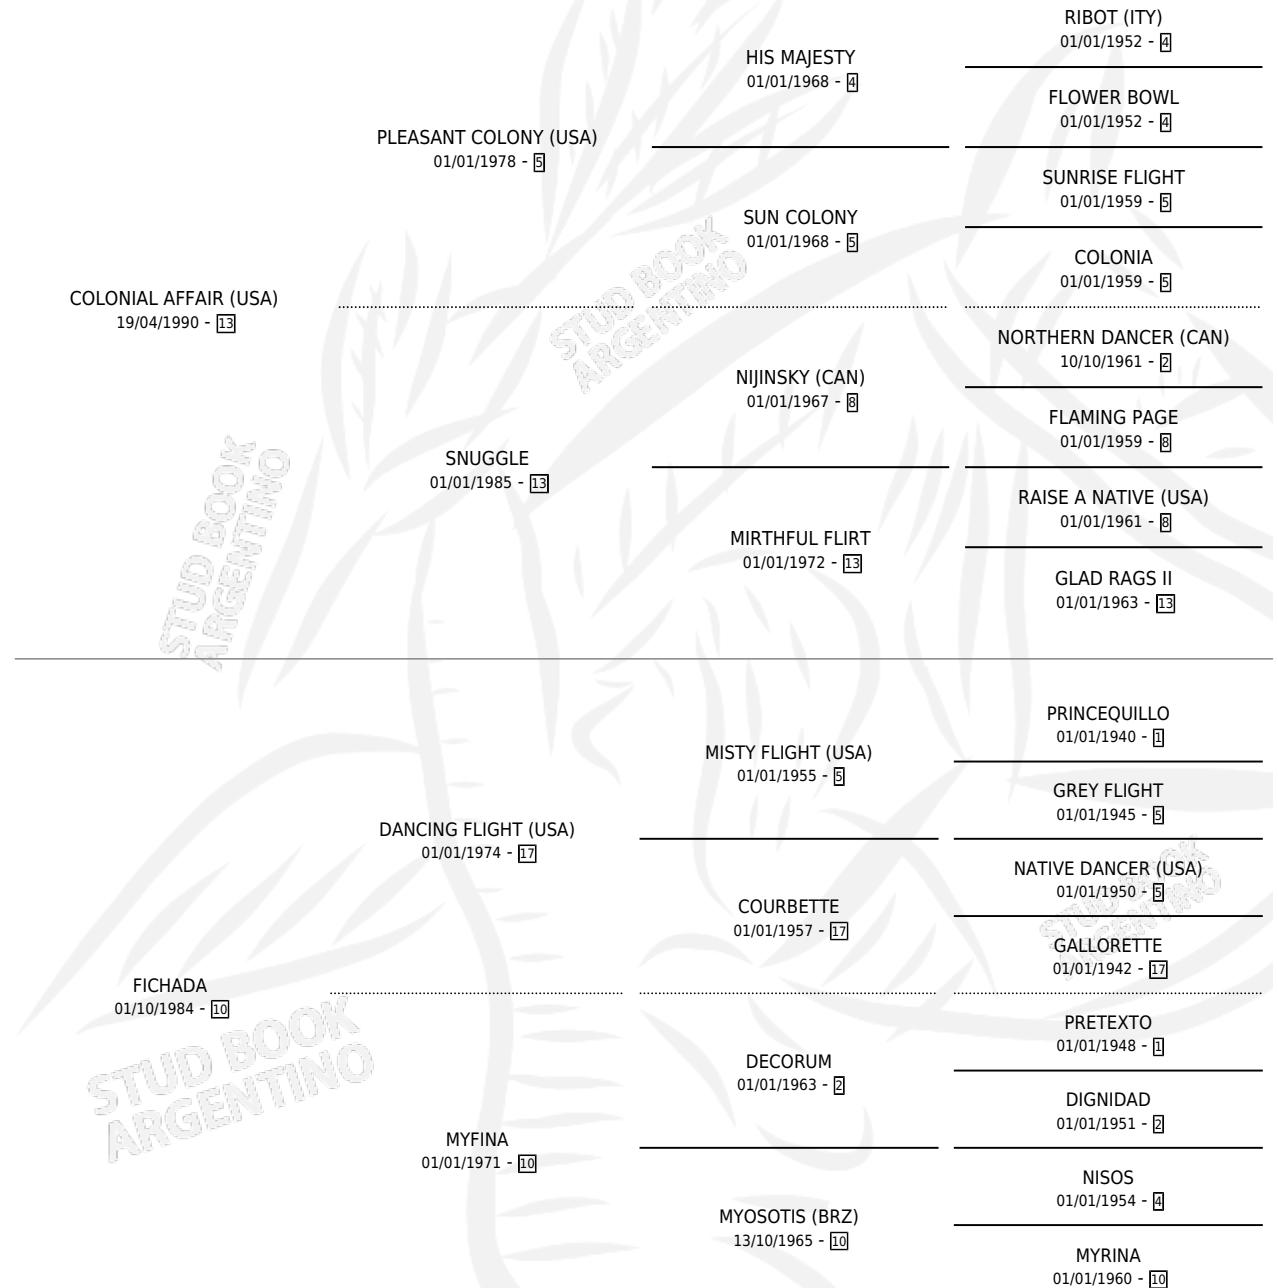 RIBOT (ITY)
01/01/1952 - 4
HIS MAJESTY
01/01/1968 - 4
FLOWER BOWL
01/01/1952 - 4
PLEASANT COLONY (USA)
01/01/1978 - 5
SUNRISE FLIGHT
01/01/1959 - 5
SUN COLONY
01/01/1968 - 5
COLONIA
01/01/1959 - 5
COLONIAL AFFAIR (USA)
19/04/1990 - 13
NORTHERN DANCER (CAN)
10/10/1961 - 2
NIJINSKY (CAN)
01/01/1967 - 8
FLAMING PAGE
01/01/1959 - 8
SNUGGLE
01/01/1985 - 13
RAISE A NATIVE (USA)
01/01/1961 - 8
MIRTHFUL FLIRT
01/01/1972 - 13
GLAD RAGS II
01/01/1963 - 13
PRINCEQUILLO
01/01/1940 - 1
MISTY FLIGHT (USA)
01/01/1955 - 5
GREY FLIGHT
01/01/1945 - 5
DANCING FLIGHT (USA)
01/01/1974 - 17
NATIVE DANCER (USA)
01/01/1950 - 5
COURBETTE
01/01/1957 - 17
GALLORETTE
01/01/1942 - 17
FICHADA
01/10/1984 - 10
PRETEXTO
01/01/1948 - 1
DECORUM
01/01/1963 - 2
DIGNIDAD
01/01/1951 - 2
MYFINA
01/01/1971 - 10
NISOS
01/01/1954 - 4
MYOSOTIS (BRZ)
13/10/1965 - 10
MYRINA
01/01/1960 - 10
STUD BOOK
ARGENTINO
STUD BOOK
ARGENTINO
STUD BOOK
ARGENTINO
STUD BOOK
ARGENTINO